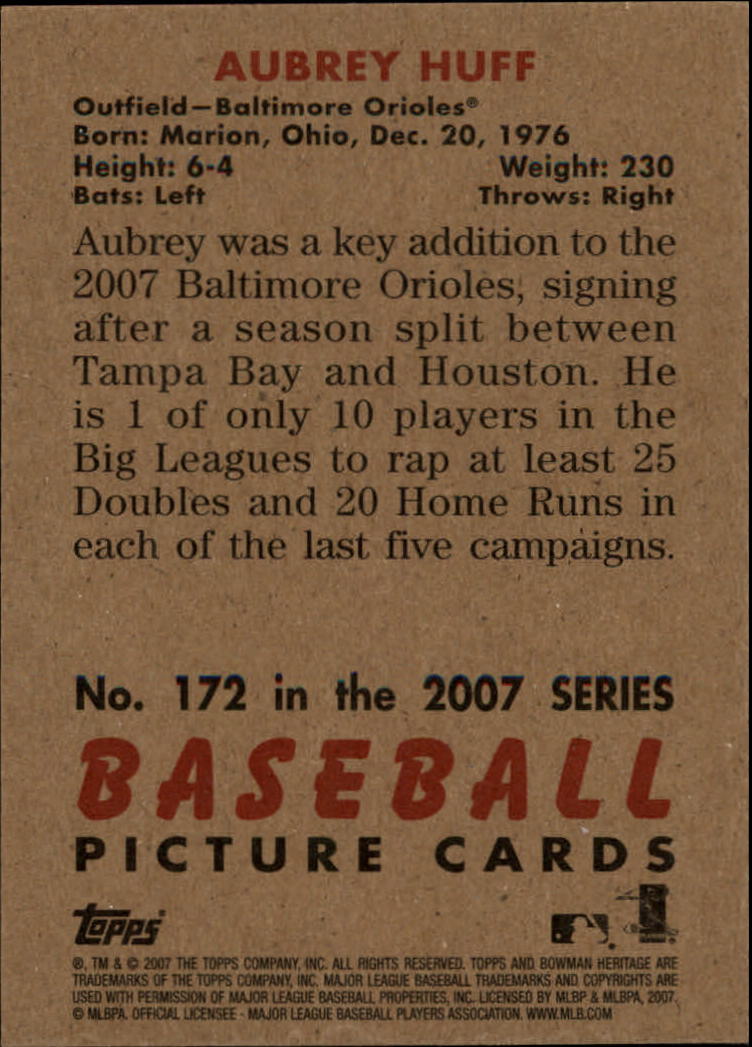 AUBREY HUFF
Outfield—Baltimore Orioles®
Born: Marion, Ohio, Dec. 20, 1976
Height: 6-4 Weight: 230
Bats: Left Throws: Right
Aubrey was a key addition to the
2007 Baltimore Orioles, signing
after a season split between
Tampa Bay and Houston. He
is 1 of only 10 players in the
Big Leagues to rap at least 25
Doubles and 20 Home Runs in
each of the last five campaigns.
No. 172 in the 2007 SERIES
BASEBALL
PICTURE CARDS
topps
®, TM & © 2007 THE TOPPS COMPANY, INC. ALL RIGHTS RESERVED. TOPPS AND BOWMAN HERITAGE ARE
TRADEMARKS OF THE TOPPS COMPANY, INC. MAJOR LEAGUE BASEBALL TRADEMARKS AND COPYRIGHTS ARE
USED WITH PERMISSION OF MAJOR LEAGUE BASEBALL PROPERTIES, INC. LICENSED BY MLBP & MLBPA, 2007.
© MLBPA. OFFICIAL LICENSEE - MAJOR LEAGUE BASEBALL PLAYERS ASSOCIATION. WWW.MLB.COM